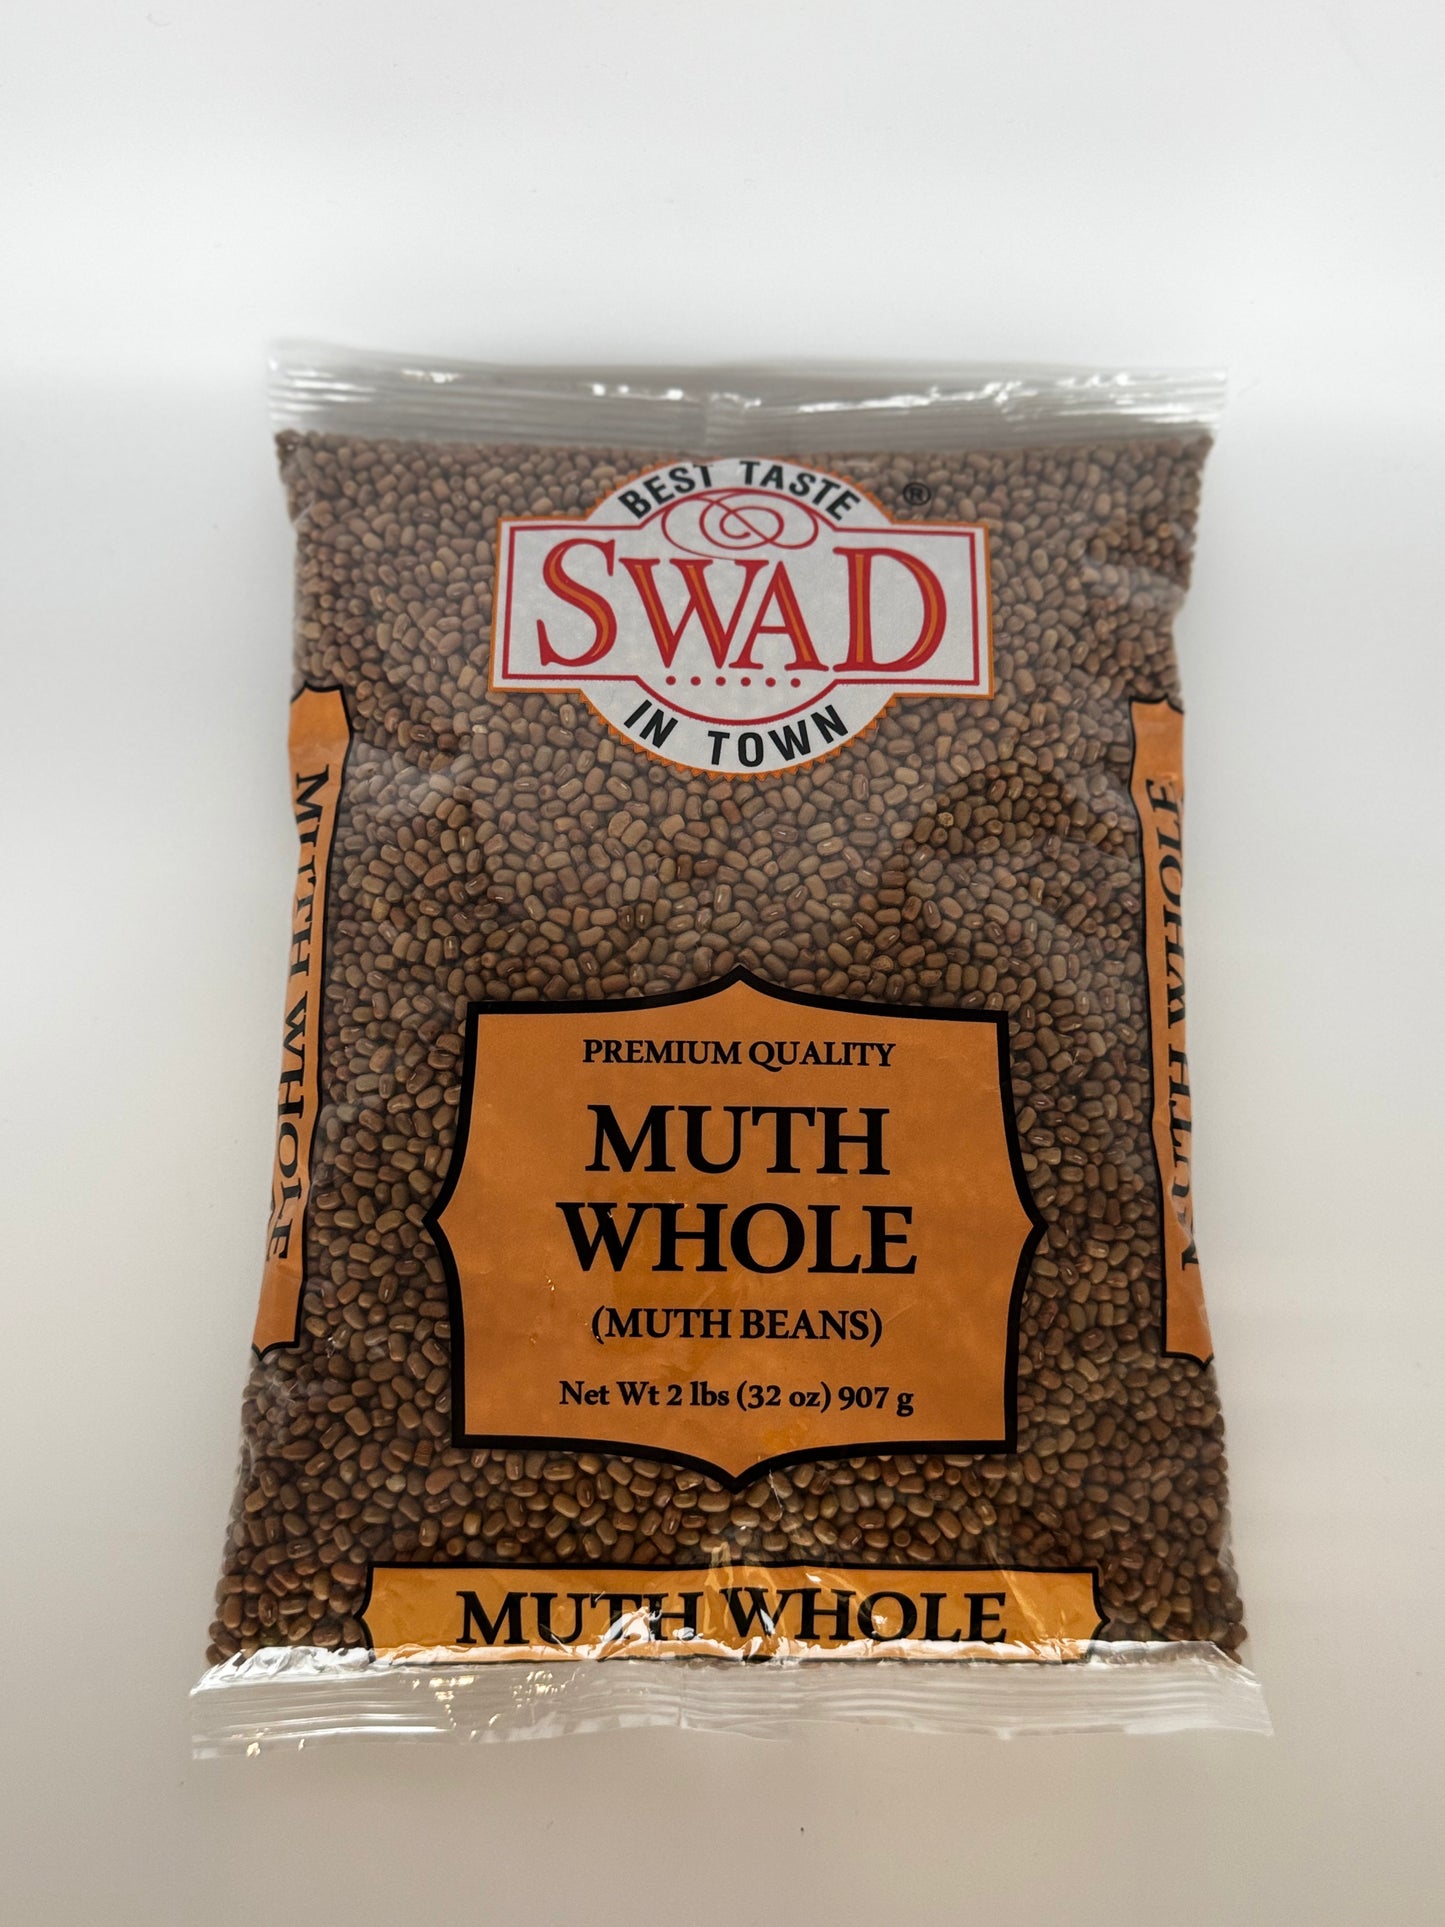 BEST TASTE
®
SWAD
IN TOWN
MUTH WHOLE
MUTH WHOLE
PREMIUM QUALITY
MUTH
WHOLE
(MUTH BEANS)
Net Wt 2 lbs (32 oz) 907 g
MUTH WHOLE